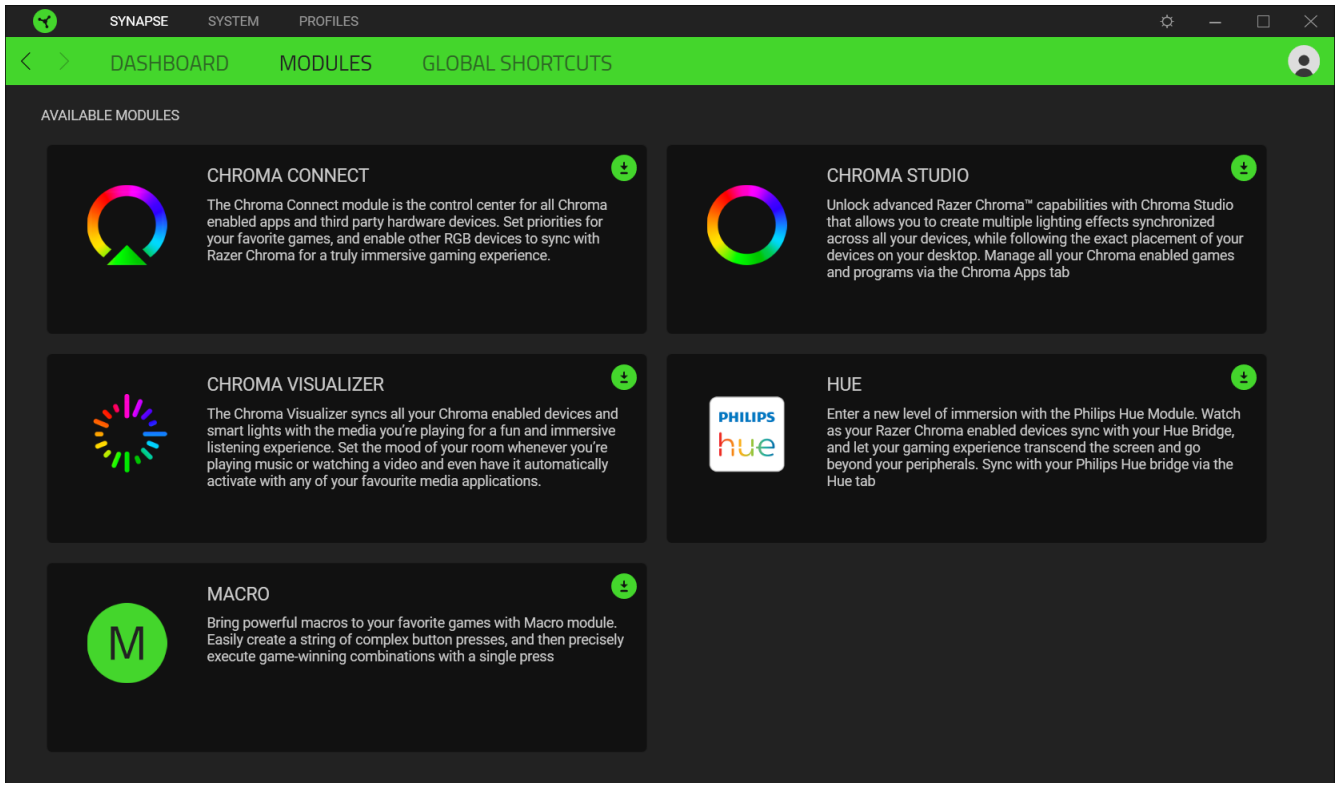 SYNAPSE SYSTEM PROFILES
DASHBOARD MODULES GLOBAL SHORTCUTS
AVAILABLE MODULES
CHROMA CONNECT
The Chroma Connect module is the control center for all Chroma
enabled apps and third party hardware devices. Set priorities for
your favorite games, and enable other RGB devices to sync with
Razer Chroma for a truly immersive gaming experience.
CHROMA STUDIO
Unlock advanced Razer Chroma™ capabilities with Chroma Studio
that allows you to create multiple lighting effects synchronized
across all your devices, while following the exact placement of your
devices on your desktop. Manage all your Chroma enabled games
and programs via the Chroma Apps tab
CHROMA VISUALIZER
The Chroma Visualizer syncs all your Chroma enabled devices and
smart lights with the media you're playing for a fun and immersive
listening experience. Set the mood of your room whenever you're
playing music or watching a video and even have it automatically
activate with any of your favourite media applications.
PHILIPS
hue
HUE
Enter a new level of immersion with the Philips Hue Module. Watch
as your Razer Chroma enabled devices sync with your Hue Bridge,
and let your gaming experience transcend the screen and go
beyond your peripherals. Sync with your Philips Hue bridge via the
Hue tab
M
MACRO
Bring powerful macros to your favorite games with Macro module.
Easily create a string of complex button presses, and then precisely
execute game-winning combinations with a single press